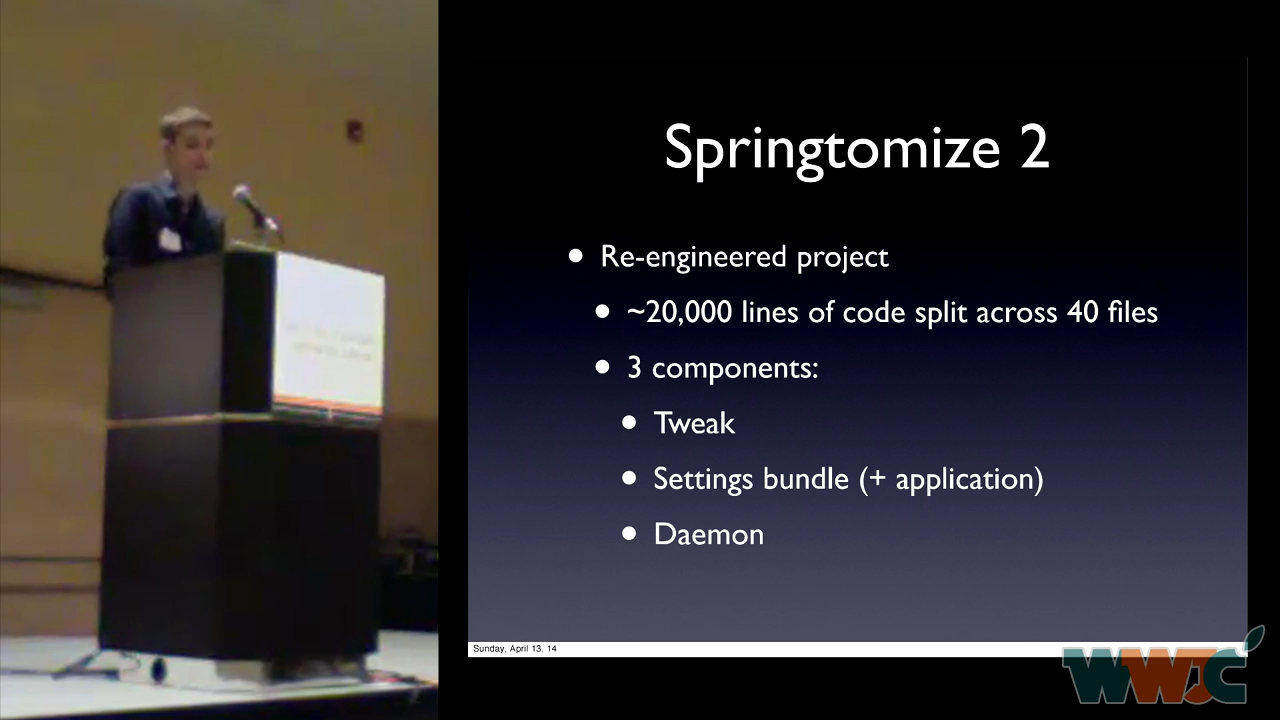 Springtomize 2
• Re-engineered project
• ~20,000 lines of code split across 40 files
• 3 components:
• Tweak
• Settings bundle (+ application)
• Daemon
Sunday, April 13, 14
WWJC